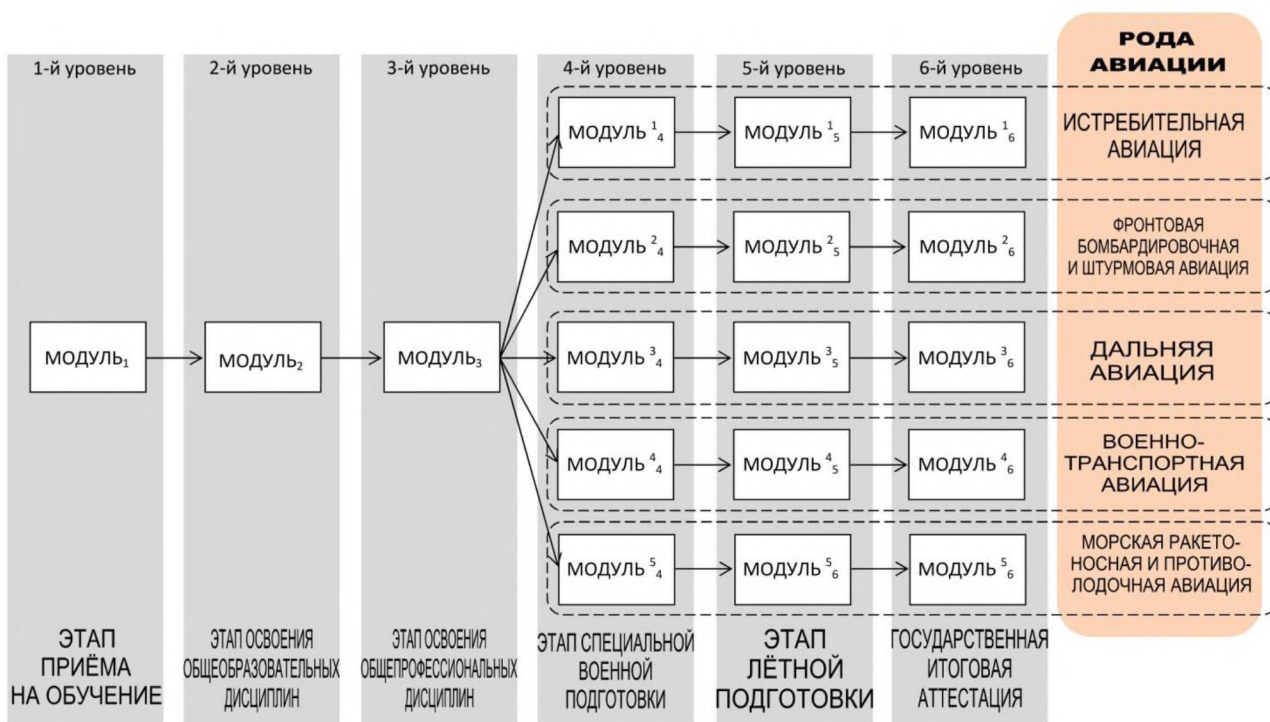 1-й уровень
2-й уровень
3-й уровень
4-й уровень
5-й уровень
6-й уровень
РОДА
АВИАЦИИ
МОДУЛЬ ¹₄
МОДУЛЬ ¹₅
МОДУЛЬ ¹₆
ИСТРЕБИТЕЛЬНАЯ
АВИАЦИЯ
МОДУЛЬ ²₄
МОДУЛЬ ²₅
МОДУЛЬ ²₆
ФРОНТОВАЯ
БОМБАРДИРОВОЧНАЯ
И ШТУРМОВАЯ АВИАЦИЯ
МОДУЛЬ₁
МОДУЛЬ₂
МОДУЛЬ₃
МОДУЛЬ ³₄
МОДУЛЬ ³₅
МОДУЛЬ ³₆
ДАЛЬНЯЯ
АВИАЦИЯ
МОДУЛЬ ⁴₄
МОДУЛЬ ⁴₅
МОДУЛЬ ⁴₆
ВОЕННО-
ТРАНСПОРТНАЯ
АВИАЦИЯ
МОДУЛЬ ⁵₄
МОДУЛЬ ⁵₆
МОДУЛЬ ⁵₆
МОРСКАЯ РАКЕТО-
НОСНАЯ И ПРОТИВО-
ЛОДОЧНАЯ АВИАЦИЯ
ЭТАП
ПРИЁМА
НА ОБУЧЕНИЕ
ЭТАП ОСВОЕНИЯ
ОБЩЕОБРАЗОВАТЕЛЬНЫХ
ДИСЦИПЛИН
ЭТАП ОСВОЕНИЯ
ОБЩЕПРОФЕССИОНАЛЬНЫХ
ДИСЦИПЛИН
ЭТАП СПЕЦИАЛЬНОЙ
ВОЕННОЙ
ПОДГОТОВКИ
ЭТАП
ЛЁТНОЙ
ПОДГОТОВКИ
ГОСУДАРСТВЕННАЯ
ИТОГОВАЯ
АТТЕСТАЦИЯ